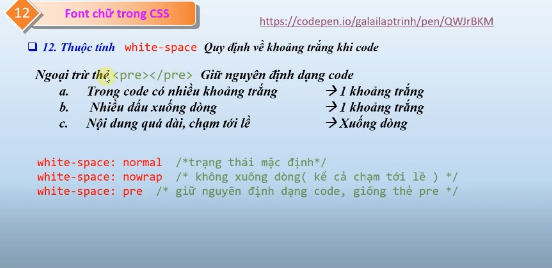 12 Font chữ trong CSS
https://codepen.io/galailaptrinh/pen/QWJrBKM
12. Thuộc tính white-space Quy định về khoảng trắng khi code
Ngoại trừ thẻ <pre></pre> Giữ nguyên định dạng code
a. Trong code có nhiều khoảng trắng → 1 khoảng trắng
b. Nhiều dấu xuống dòng → 1 khoảng trắng
c. Nội dung quá dài, chạm tới lề → Xuống dòng
white-space: normal /*trạng thái mặc định*/
white-space: nowrap /* không xuống dòng( kể cả chạm tới lề ) */
white-space: pre /* giữ nguyên định dạng code, giống thẻ pre */